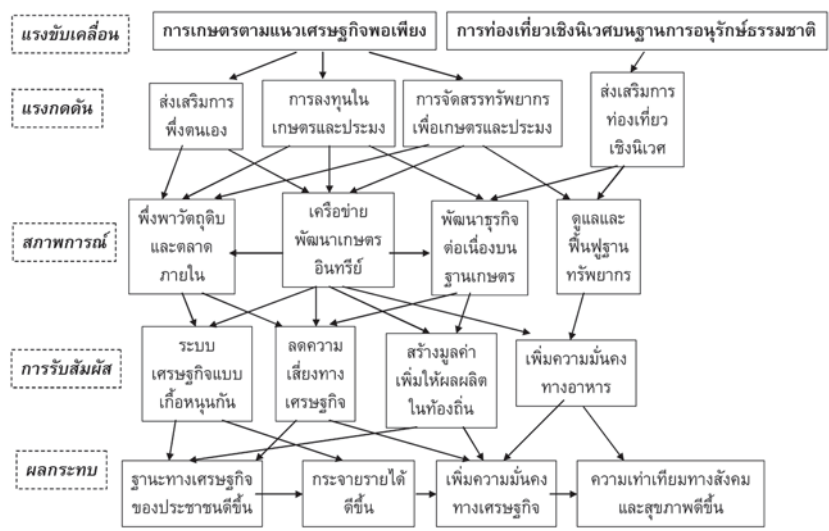 แรงขับเคลื่อน
การเกษตรตามแนวเศรษฐกิจพอเพียง
การท่องเที่ยวเชิงนิเวศบนฐานการอนุรักษ์ธรรมชาติ
แรงกดดัน
ส่งเสริมการ
พึ่งตนเอง
การลงทุนใน
เกษตรและประมง
การจัดสรรทรัพยากร
เพื่อเกษตรและประมง
ส่งเสริมการ
ท่องเที่ยว
เชิงนิเวศ
สภาพการณ์
พึ่งพาวัตถุดิบ
และตลาด
ภายใน
เครือข่าย
พัฒนาเกษตร
อินทรีย์
พัฒนาธุรกิจ
ต่อเนื่องบน
ฐานเกษตร
ดูแลและ
ฟื้นฟูฐาน
ทรัพยากร
การรับสัมผัส
ระบบ
เศรษฐกิจแบบ
เกื้อหนุนกัน
ลดความ
เสี่ยงทาง
เศรษฐกิจ
สร้างมูลค่า
เพิ่มให้ผลผลิต
ในท้องถิ่น
เพิ่มความมั่นคง
ทางอาหาร
ผลกระทบ
ฐานะทางเศรษฐกิจ
ของประชาชนดีขึ้น
กระจายรายได้
ดีขึ้น
เพิ่มความมั่นคง
ทางเศรษฐกิจ
ความเท่าเทียมทางสังคม
และสุขภาพดีขึ้น